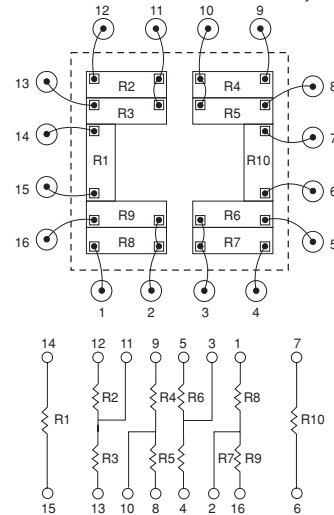 12 11 10 9
R2 R4
13 8
R3 R5
14 7
R1 R10
15 6
R9 R6
16 5
R8 R7
1 2 3 4
14 12 11 9 5 3 1 7
R2 R4 R6 R8
R1 R10
R3 R5 R7 R9
15 13 10 8 4 2 16 6